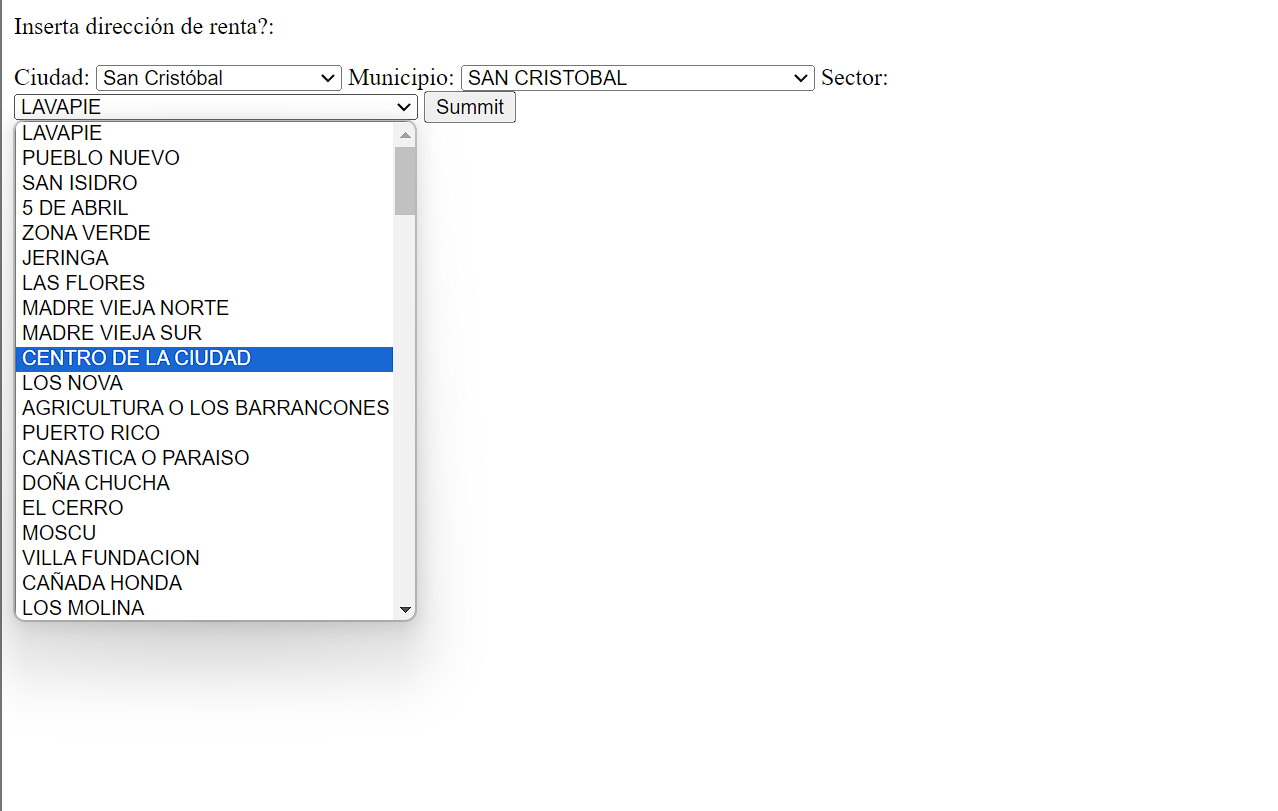 Inserta dirección de renta?:
Ciudad: San Cristóbal Municipio: SAN CRISTOBAL Sector:
LAVAPIE Summit
LAVAPIE
PUEBLO NUEVO
SAN ISIDRO
5 DE ABRIL
ZONA VERDE
JERINGA
LAS FLORES
MADRE VIEJA NORTE
MADRE VIEJA SUR
CENTRO DE LA CIUDAD
LOS NOVA
AGRICULTURA O LOS BARRANCONES
PUERTO RICO
CANASTICA O PARAISO
DOÑA CHUCHA
EL CERRO
MOSCU
VILLA FUNDACION
CAÑADA HONDA
LOS MOLINA